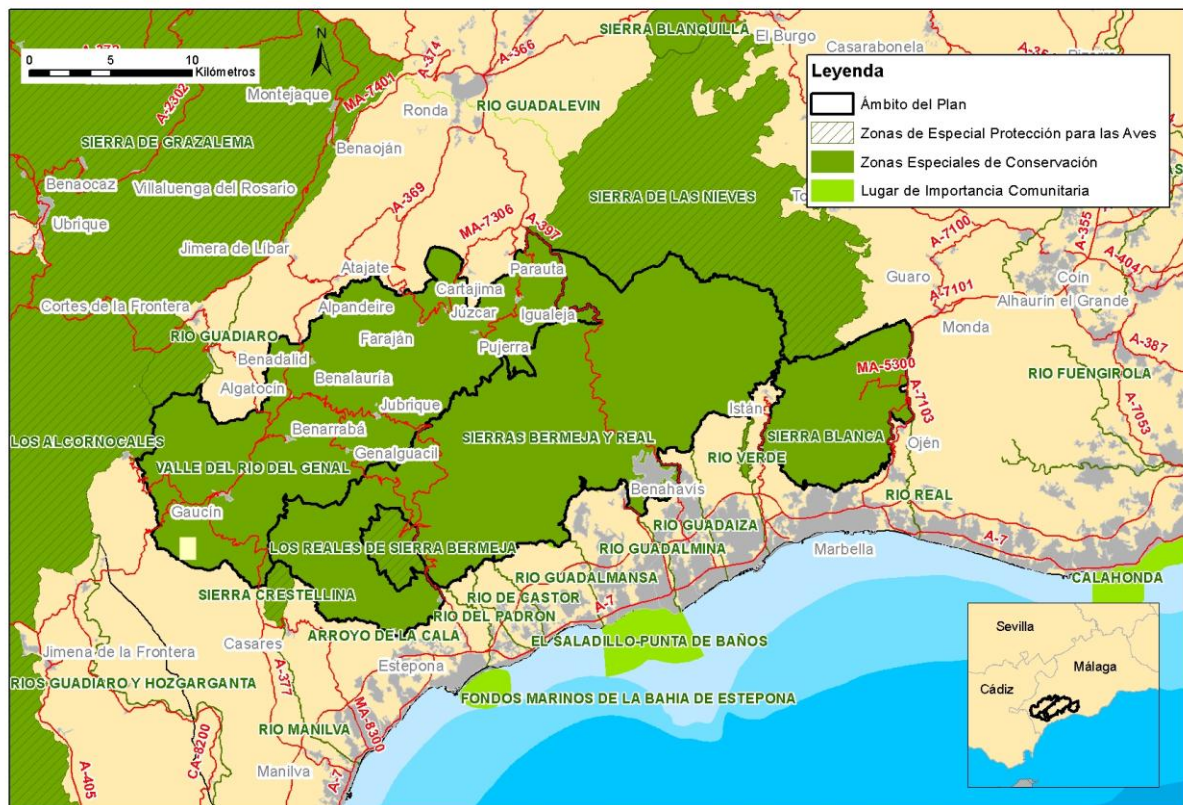 SIERRA BLANQUILLA
El Burgo
Casarabonela
A-366
A-374
N
0 5 10
Kilómetros
A-2302
MA-7401
Montejaque
Ronda
RIO GUADALEVIN
Leyenda
Ámbito del Plan
Zonas de Especial Protección para las Aves
Zonas Especiales de Conservación
Lugar de Importancia Comunitaria
SIERRA DE GRAZALEMA
Benaoján
Benaocaz
Villaluenga del Rosario
Ubrique
A-369
SIERRA DE LAS NIEVES
MA-7306
A-397
A-7100
A-355
A-404
Jimera de Líbar
Atajate
Parauta
Guaro
Coín
Cartajima
A-7101
Alhaurín el Grande
Cortes de la Frontera
Alpandeire
Júzcar
Igualeja
Monda
RIO GUADIARO
Faraján
Pujerra
A-387
Benadalid
MA-5300
RIO FUENGIROLA
Algatocín
Benalauría
A-7103
A-7053
Jubrique
Istán
LOS ALCORNOCALES
Benarrabá
SIERRAS BERMEJA Y REAL
SIERRA BLANCA
Ojén
Genalguacil
RIO VERDE
VALLE DEL RIO DEL GENAL
Benahavís
RIO REAL
Gaucín
RIO GUADAIZA
LOS REALES DE SIERRA BERMEJA
RIO GUADALMINA
Marbella
A-7
RIO GUADALMANSA
CALAHONDA
SIERRA CRESTELLINA
RIO DE CASTOR
A-7
RIO DEL PADRON
ARROYO DE LA CALA
EL SALADILLO-PUNTA DE BAÑOS
Casares
Jimena de la Frontera
Estepona
RIOS GUADIARO Y HOZGARGANTA
A-377
FONDOS MARINOS DE LA BAHIA DE ESTEPONA
RIO MANILVA
MA-8300
CA-8200
A-405
Manilva
A-7
Sevilla
Málaga
Cádiz